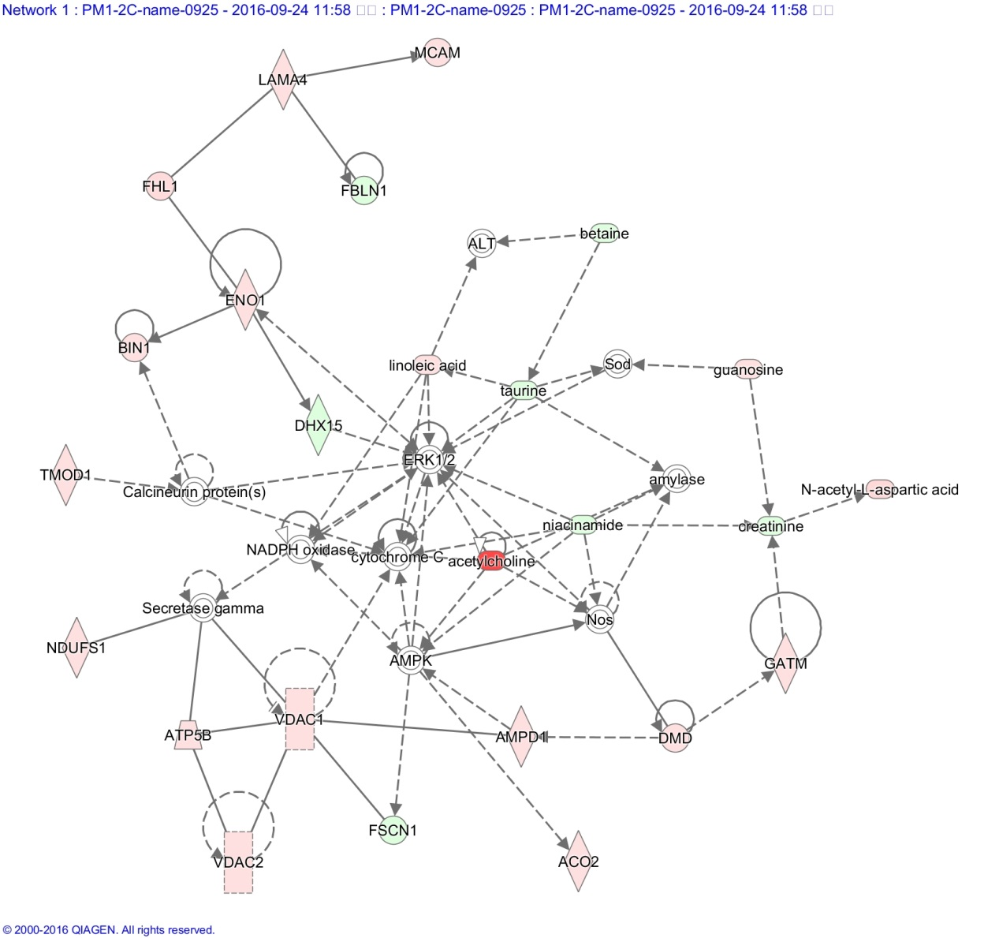 Network 1 : PM1-2C-name-0925 - 2016-09-24 11:58 □□ : PM1-2C-name-0925 : PM1-2C-name-0925 - 2016-09-24 11:58 □□
MCAM
LAMA4
FHL1
FBLN1
betaine
ALT
ENO1
BIN1
linoleic acid
Sod
guanosine
taurine
DHX15
ERK1/2
TMOD1
amylase
Calcineurin protein(s)
N-acetyl-L-aspartic acid
niacinamide
creatinine
NADPH oxidase
cytochrome C
acetylcholine
Secretase gamma
Nos
NDUFS1
AMPK
GATM
VDAC1
ATP5B
AMPD1
DMD
FSCN1
VDAC2
ACO2
© 2000-2016 QIAGEN. All rights reserved.